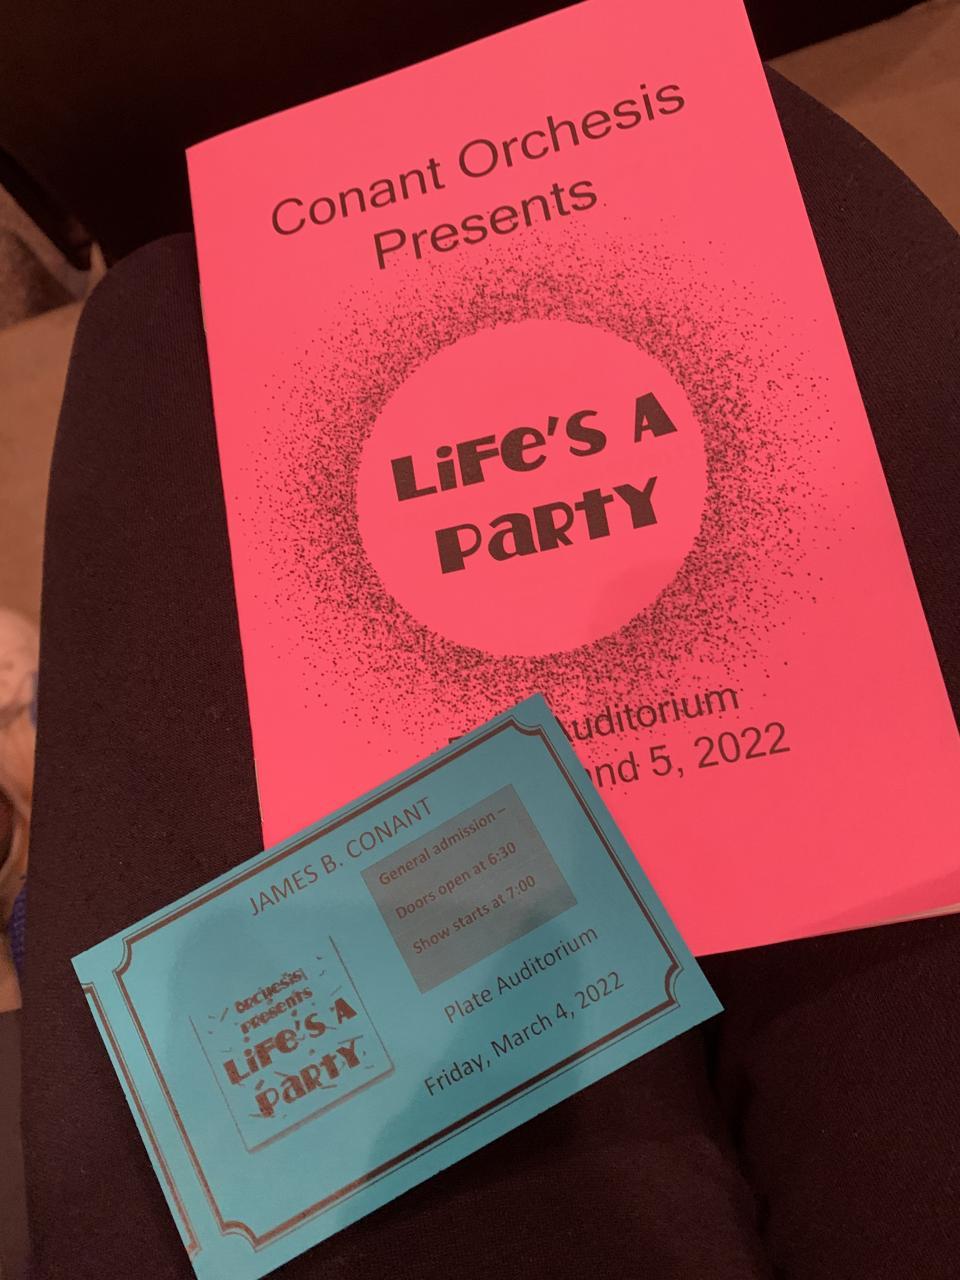 Conant Orchesis
Presents
LiFe'S A
PaRTY
Auditorium
and 5, 2022
JAMES B. CONANT
General admission –
Doors open at 6:30
Show starts at 7:00
Plate Auditorium
Friday, March 4, 2022
ORCHESIS
PRESENTS
LiFe'S A
PaRTY